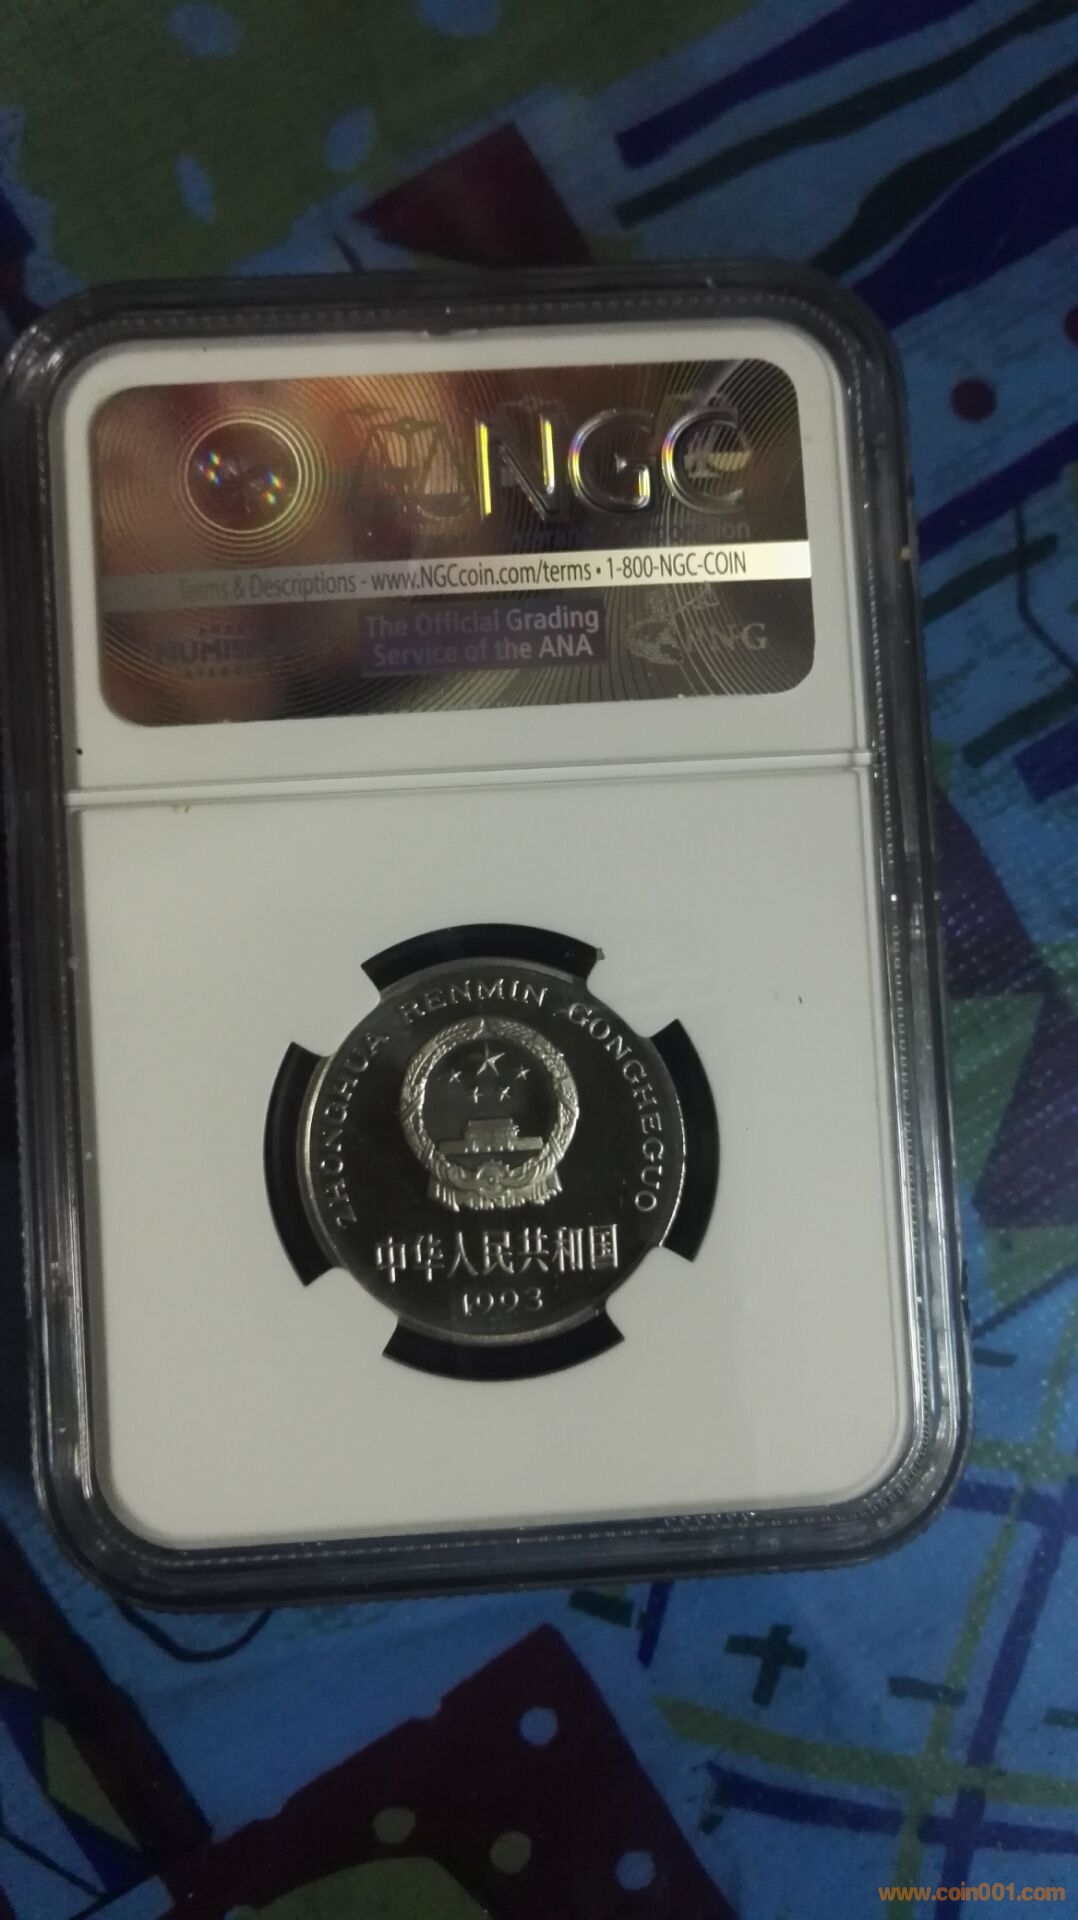 NGC
Terms & Descriptions - www.NGCcoin.com/terms • 1-800-NGC-COIN
The Official Grading
Service of the ANA
PNG
ZHONGHUA RENMIN GONGHEGUO
中华人民共和国
1993
www.coin001.com